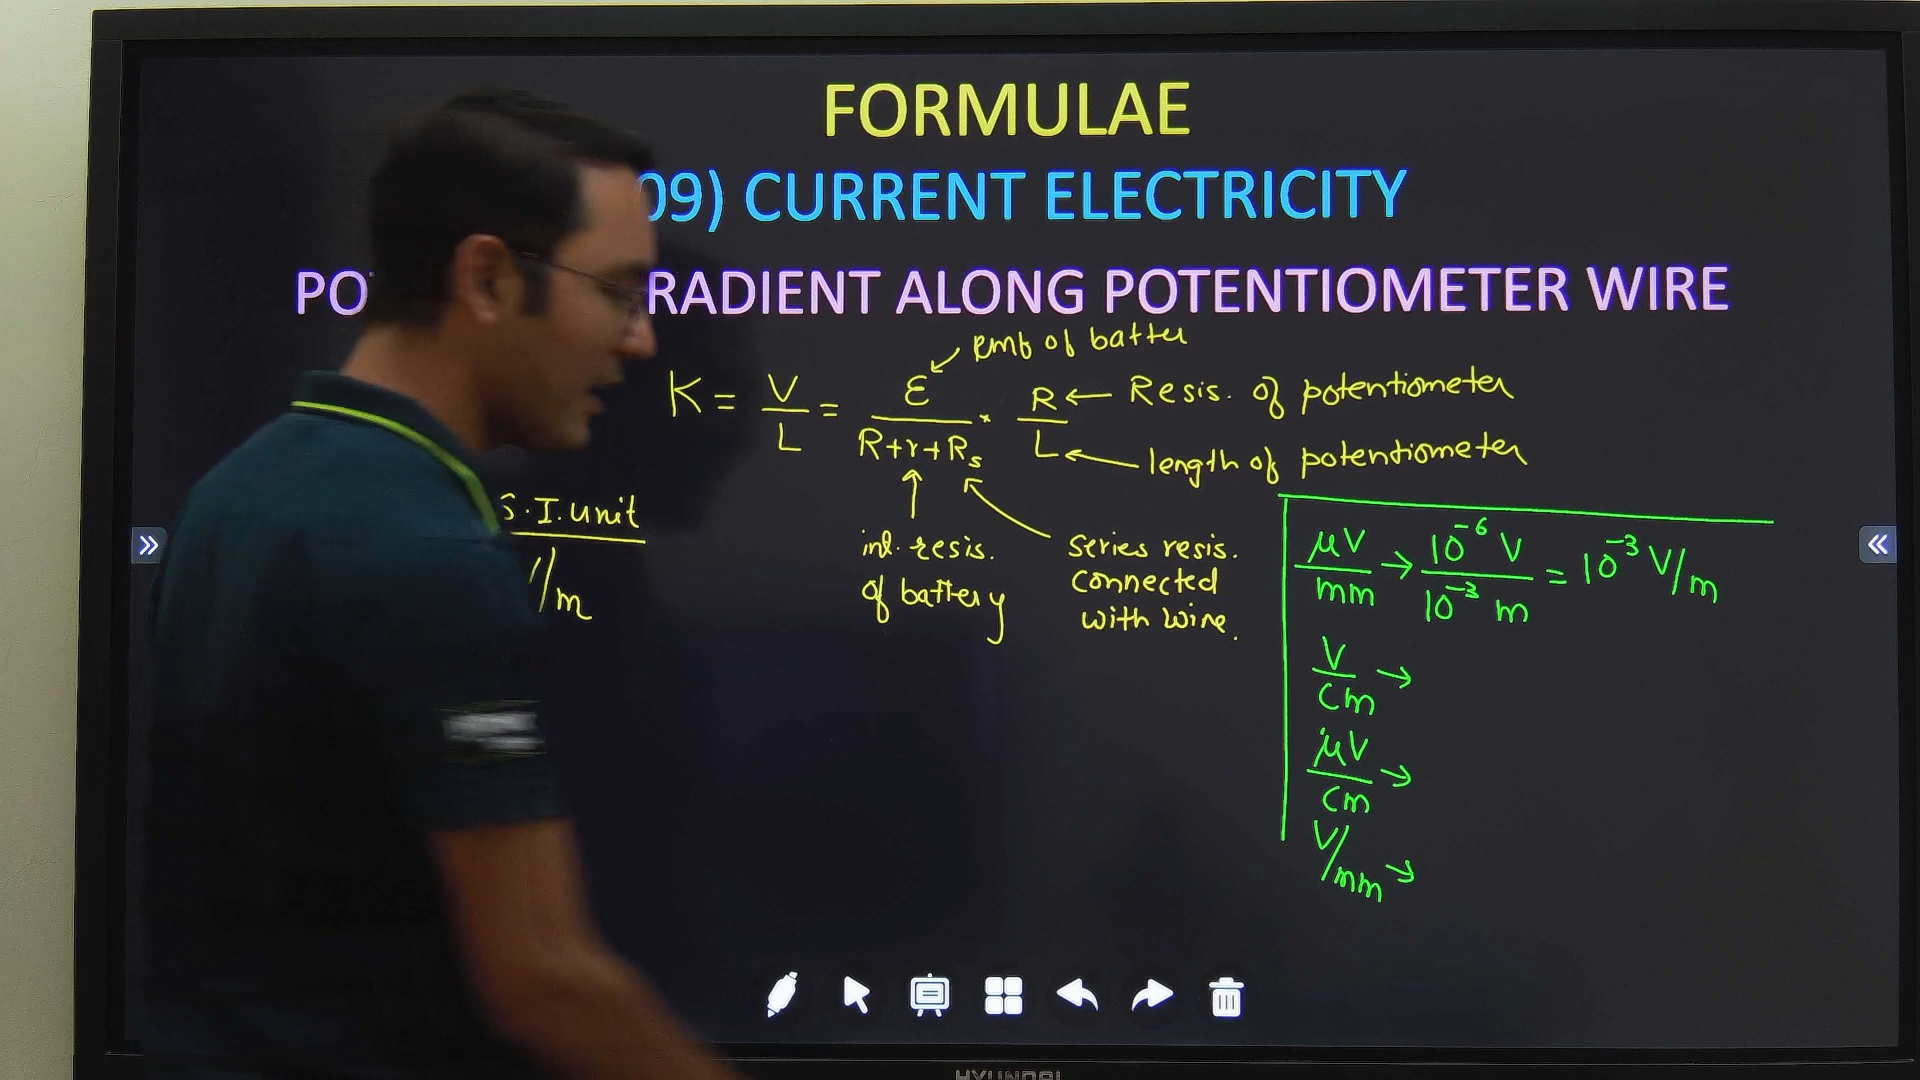 FORMULAE
09) CURRENT ELECTRICITY
PO RADIENT ALONG POTENTIOMETER WIRE
emf of batter
K = V/L = ε/(R+r+Rs) × R/L
← Resis. of potentiometer
← length of potentiometer
S.I. unit
V/m
int. resis.
of battery
series resis.
connected
with wire.
μV/mm → 10⁻⁶ V/10⁻³ m = 10⁻³ V/m
V/cm →
μV/cm →
V/mm →
HYUNDAI